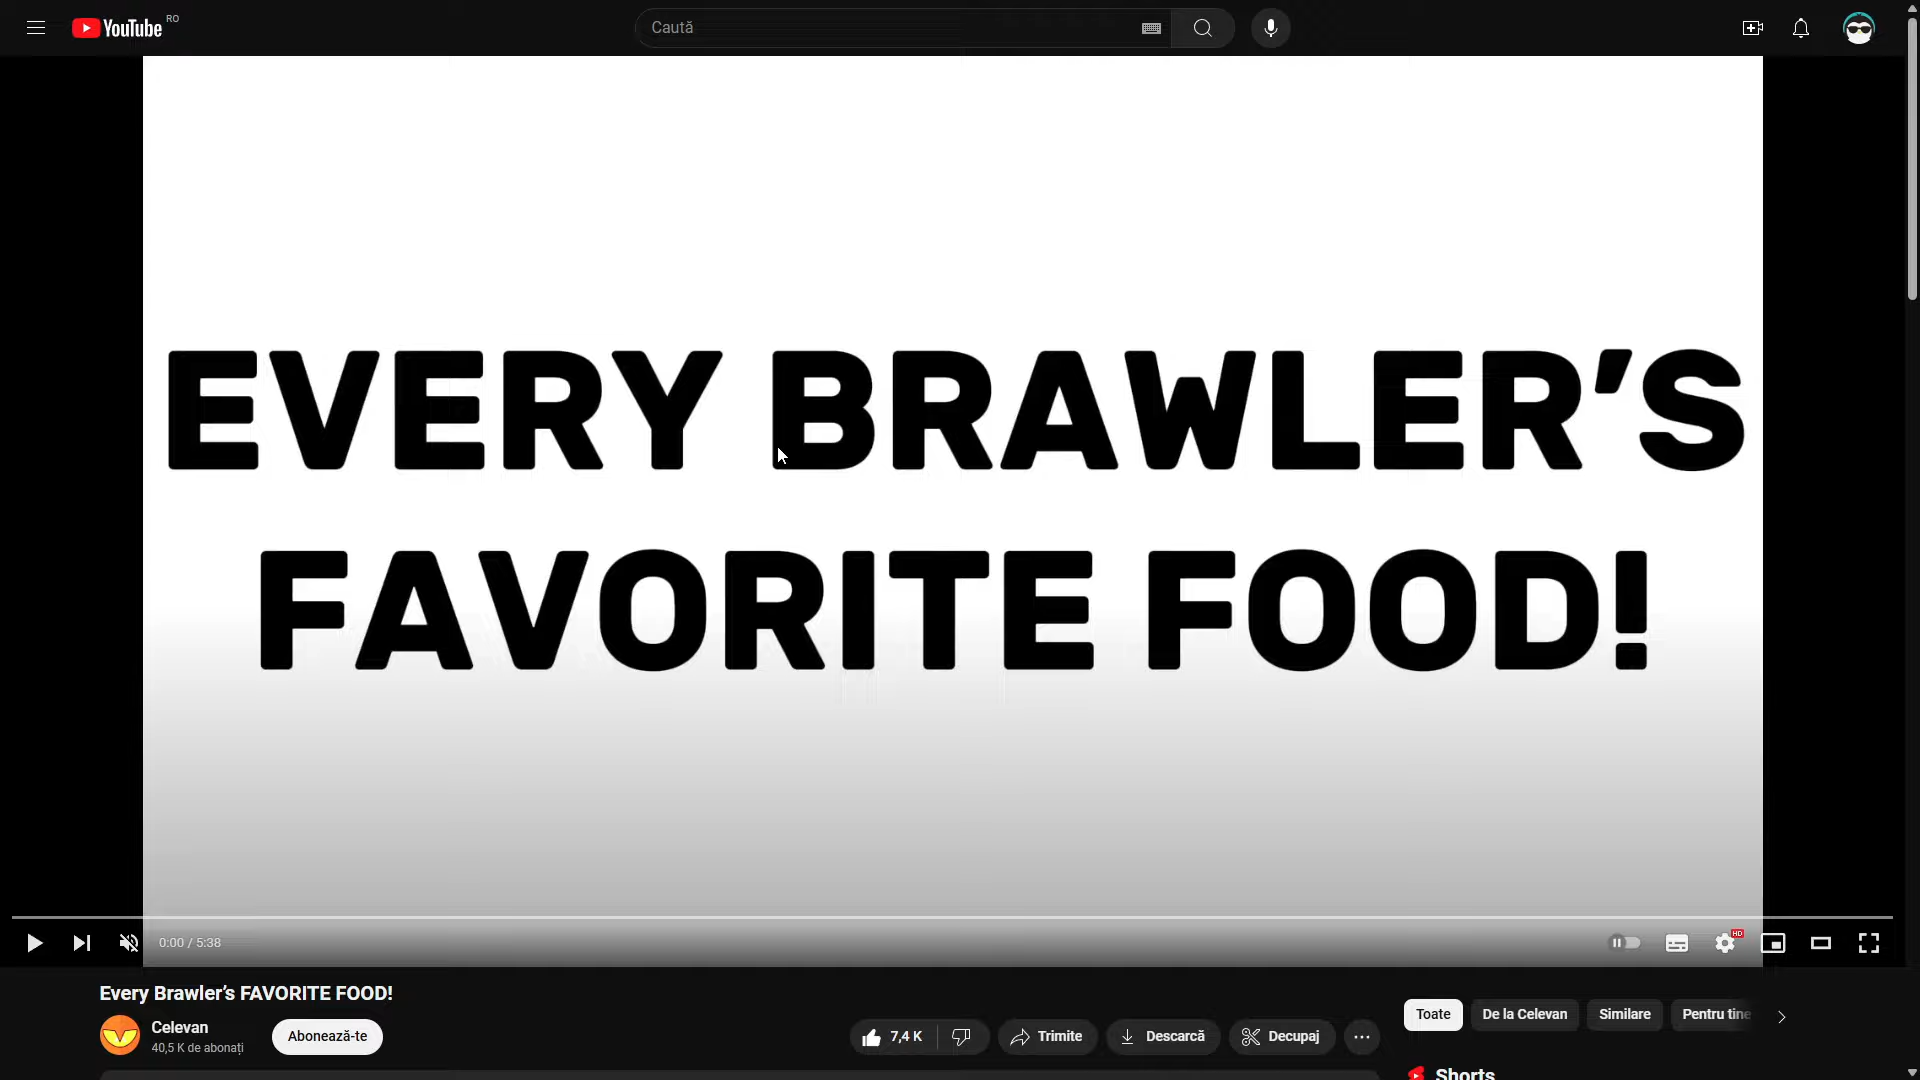 YouTube RO
Caută
EVERY BRAWLER’S
FAVORITE FOOD!
0:00 / 5:38
HD
Every Brawler’s FAVORITE FOOD!
Celevan
40,5 K de abonați
Abonează-te
7,4 K
Trimite
Descarcă
Decupaj
Toate
De la Celevan
Similare
Pentru tine
Shorts